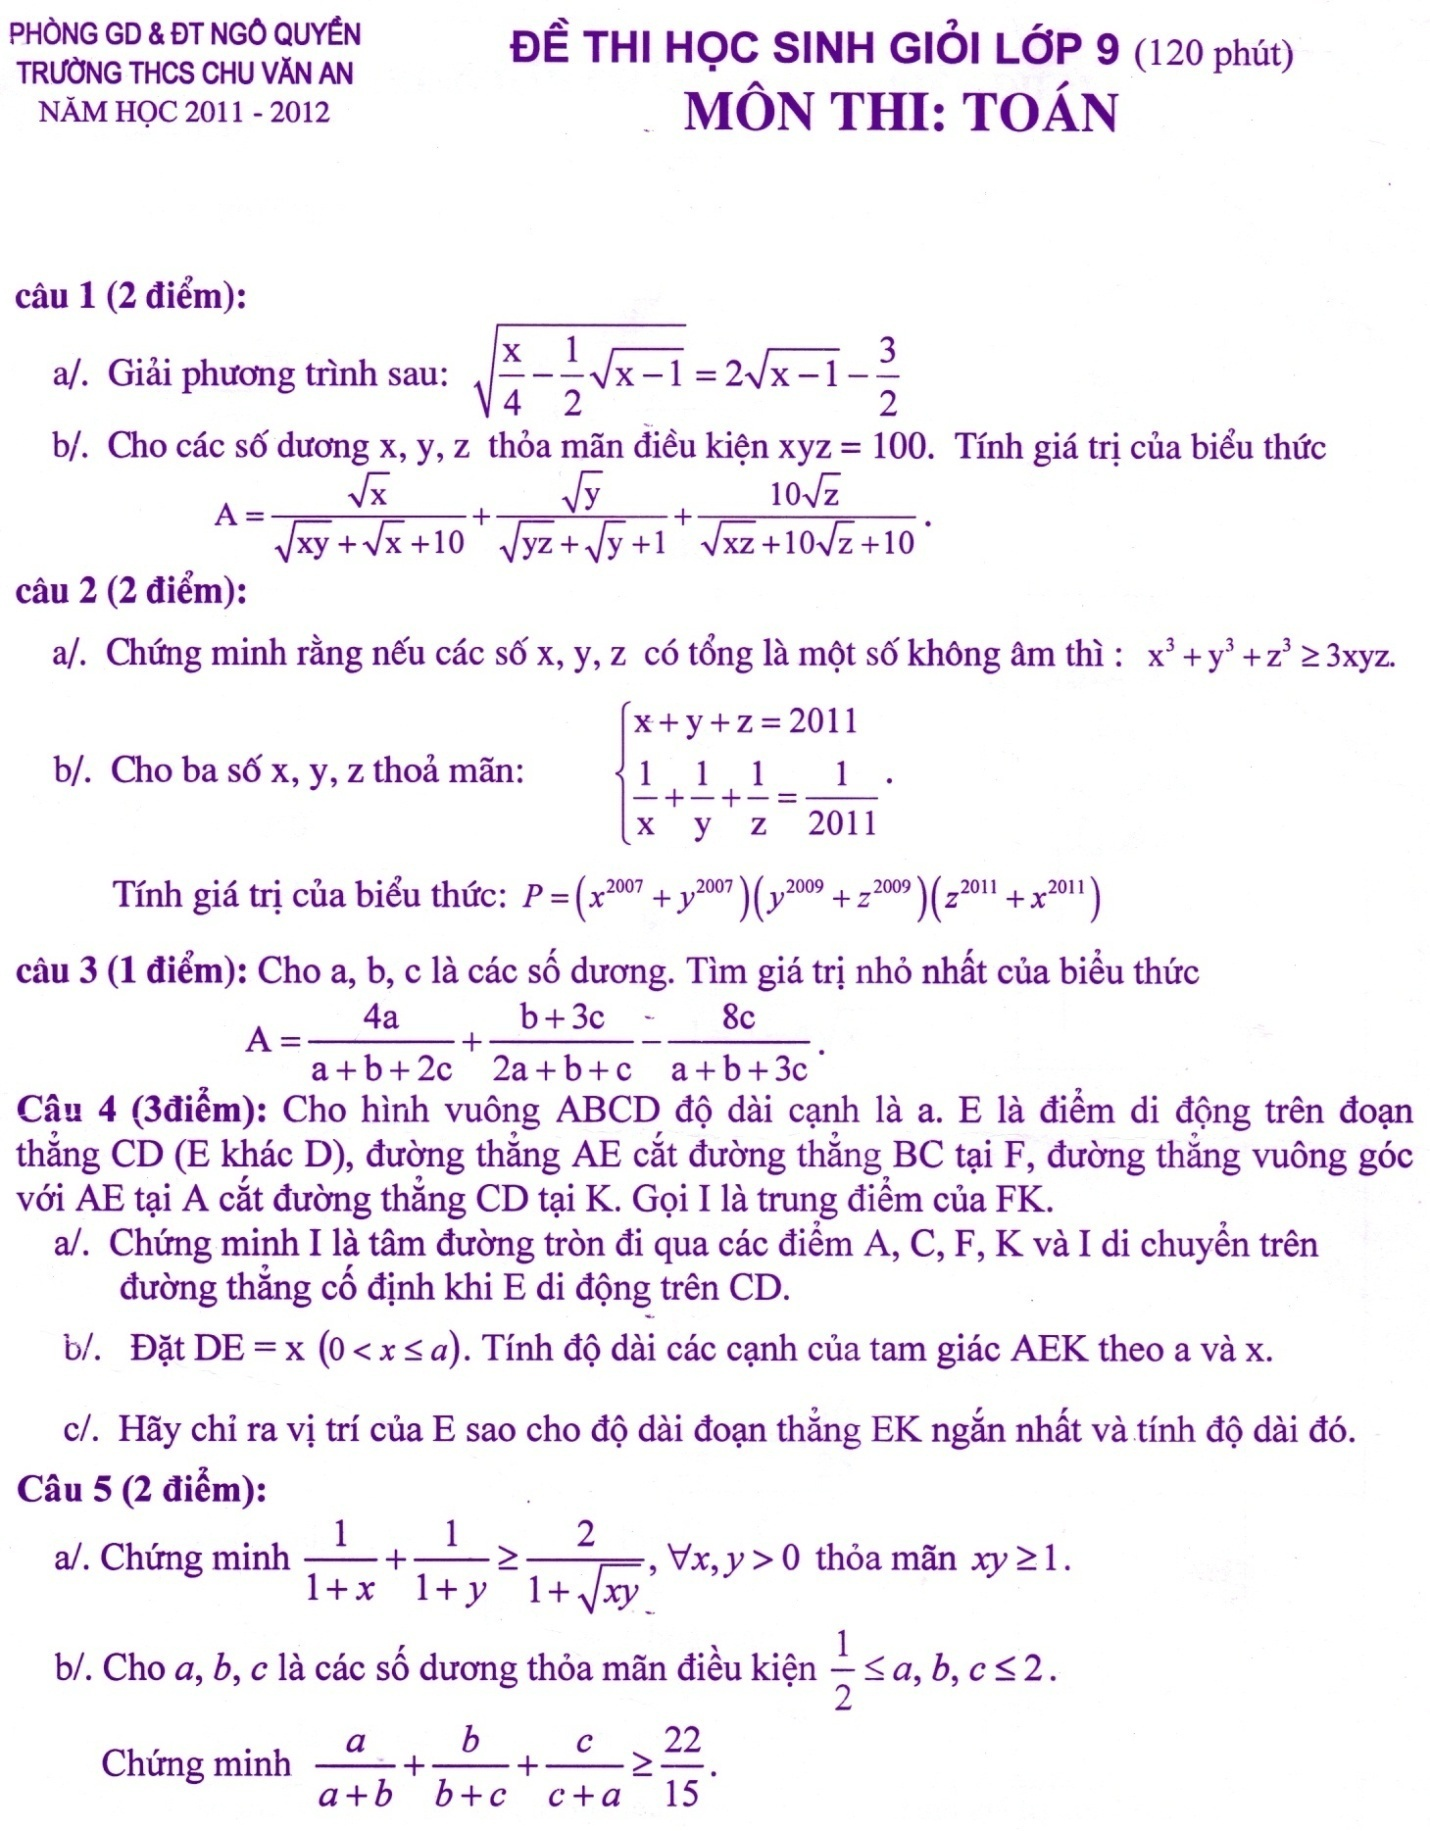 PHÒNG GD & ĐT NGÔ QUYỀN
TRƯỜNG THCS CHU VĂN AN
NĂM HỌC 2011 - 2012
ĐỀ THI HỌC SINH GIỎI LỚP 9 (120 phút)
MÔN THI: TOÁN
câu 1 (2 điểm):
a/. Giải phương trình sau: √(x/4 − 1/2 √(x−1)) = 2√(x−1) − 3/2
b/. Cho các số dương x, y, z thỏa mãn điều kiện xyz = 100. Tính giá trị của biểu thức
A = √x/(√xy + √x + 10) + √y/(√yz + √y + 1) + 10√z/(√xz + 10√z + 10).
câu 2 (2 điểm):
a/. Chứng minh rằng nếu các số x, y, z có tổng là một số không âm thì : x³ + y³ + z³ ≥ 3xyz.
b/. Cho ba số x, y, z thoả mãn: { x + y + z = 2011
1/x + 1/y + 1/z = 1/2011 .
Tính giá trị của biểu thức: P = (x²⁰⁰⁷ + y²⁰⁰⁷)(y²⁰⁰⁹ + z²⁰⁰⁹)(z²⁰¹¹ + x²⁰¹¹)
câu 3 (1 điểm): Cho a, b, c là các số dương. Tìm giá trị nhỏ nhất của biểu thức
A = 4a/(a + b + 2c) + (b + 3c)/(2a + b + c) − 8c/(a + b + 3c).
Câu 4 (3điểm): Cho hình vuông ABCD độ dài cạnh là a. E là điểm di động trên đoạn
thẳng CD (E khác D), đường thẳng AE cắt đường thẳng BC tại F, đường thẳng vuông góc
với AE tại A cắt đường thẳng CD tại K. Gọi I là trung điểm của FK.
a/. Chứng minh I là tâm đường tròn đi qua các điểm A, C, F, K và I di chuyển trên
đường thẳng cố định khi E di động trên CD.
b/. Đặt DE = x (0 < x ≤ a). Tính độ dài các cạnh của tam giác AEK theo a và x.
c/. Hãy chỉ ra vị trí của E sao cho độ dài đoạn thẳng EK ngắn nhất và tính độ dài đó.
Câu 5 (2 điểm):
a/. Chứng minh 1/(1 + x) + 1/(1 + y) ≥ 2/(1 + √xy), ∀x, y > 0 thỏa mãn xy ≥ 1.
b/. Cho a, b, c là các số dương thỏa mãn điều kiện 1/2 ≤ a, b, c ≤ 2.
Chứng minh a/(a + b) + b/(b + c) + c/(c + a) ≥ 22/15.